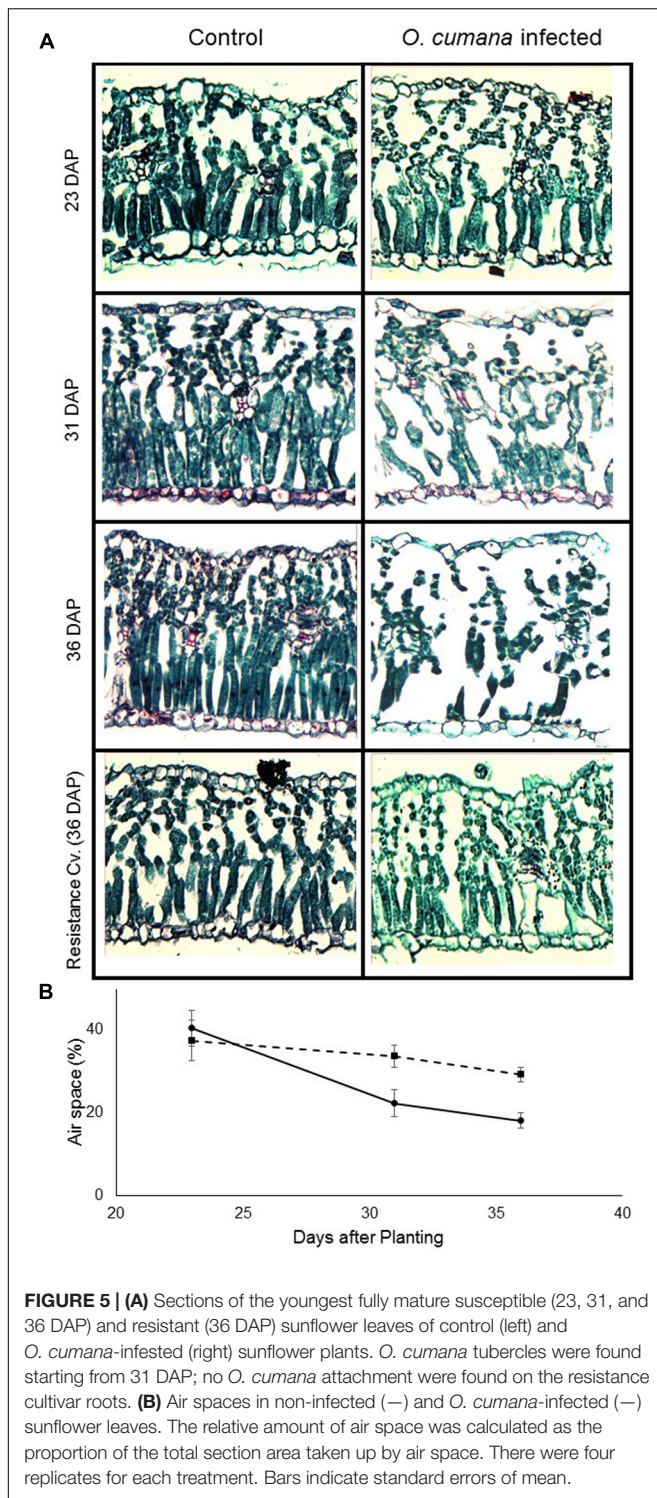 A
Control O. cumana infected
23 DAP
31 DAP
36 DAP
Resistance Cv. (36 DAP)
B
Air space (%)
40
20
0
20 25 30 35 40
Days after Planting
FIGURE 5 | (A) Sections of the youngest fully mature susceptible (23, 31, and
36 DAP) and resistant (36 DAP) sunflower leaves of control (left) and
O. cumana-infested (right) sunflower plants. O. cumana tubercles were found
starting from 31 DAP; no O. cumana attachment were found on the resistance
cultivar roots. (B) Air spaces in non-infected (—) and O. cumana-infected (—)
sunflower leaves. The relative amount of air space was calculated as the
proportion of the total section area taken up by air space. There were four
replicates for each treatment. Bars indicate standard errors of mean.